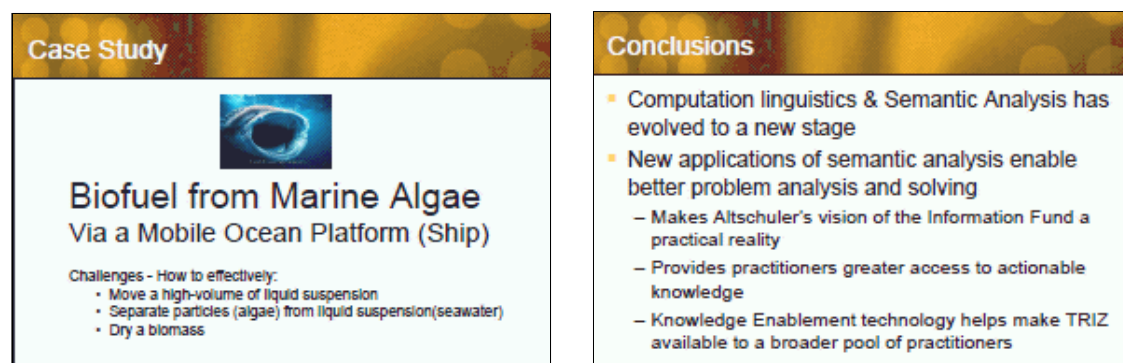 Case Study
Biofuel from Marine Algae
Via a Mobile Ocean Platform (Ship)
Challenges - How to effectively:
• Move a high-volume of liquid suspension
• Separate particles (algae) from liquid suspension(seawater)
• Dry a biomass
Conclusions
Computation linguistics & Semantic Analysis has
evolved to a new stage
New applications of semantic analysis enable
better problem analysis and solving
– Makes Altschuler's vision of the Information Fund a
practical reality
– Provides practitioners greater access to actionable
knowledge
– Knowledge Enablement technology helps make TRIZ
available to a broader pool of practitioners